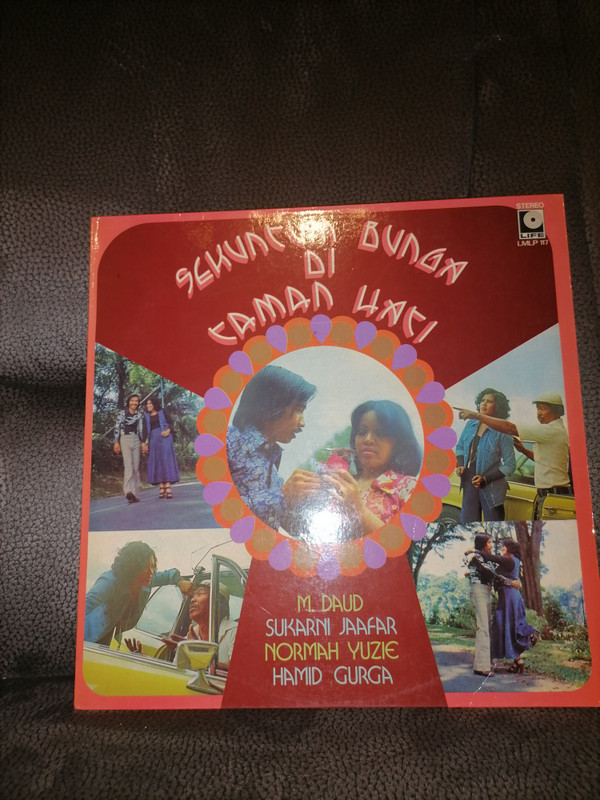 STEREO
LIFE
LMLP 117
SEKUNTUM BUNGA
DI
TAMAN HATI
M. DAUD
SUKARNI JAAFAR
NORMAH YUZIE
HAMID GURGA